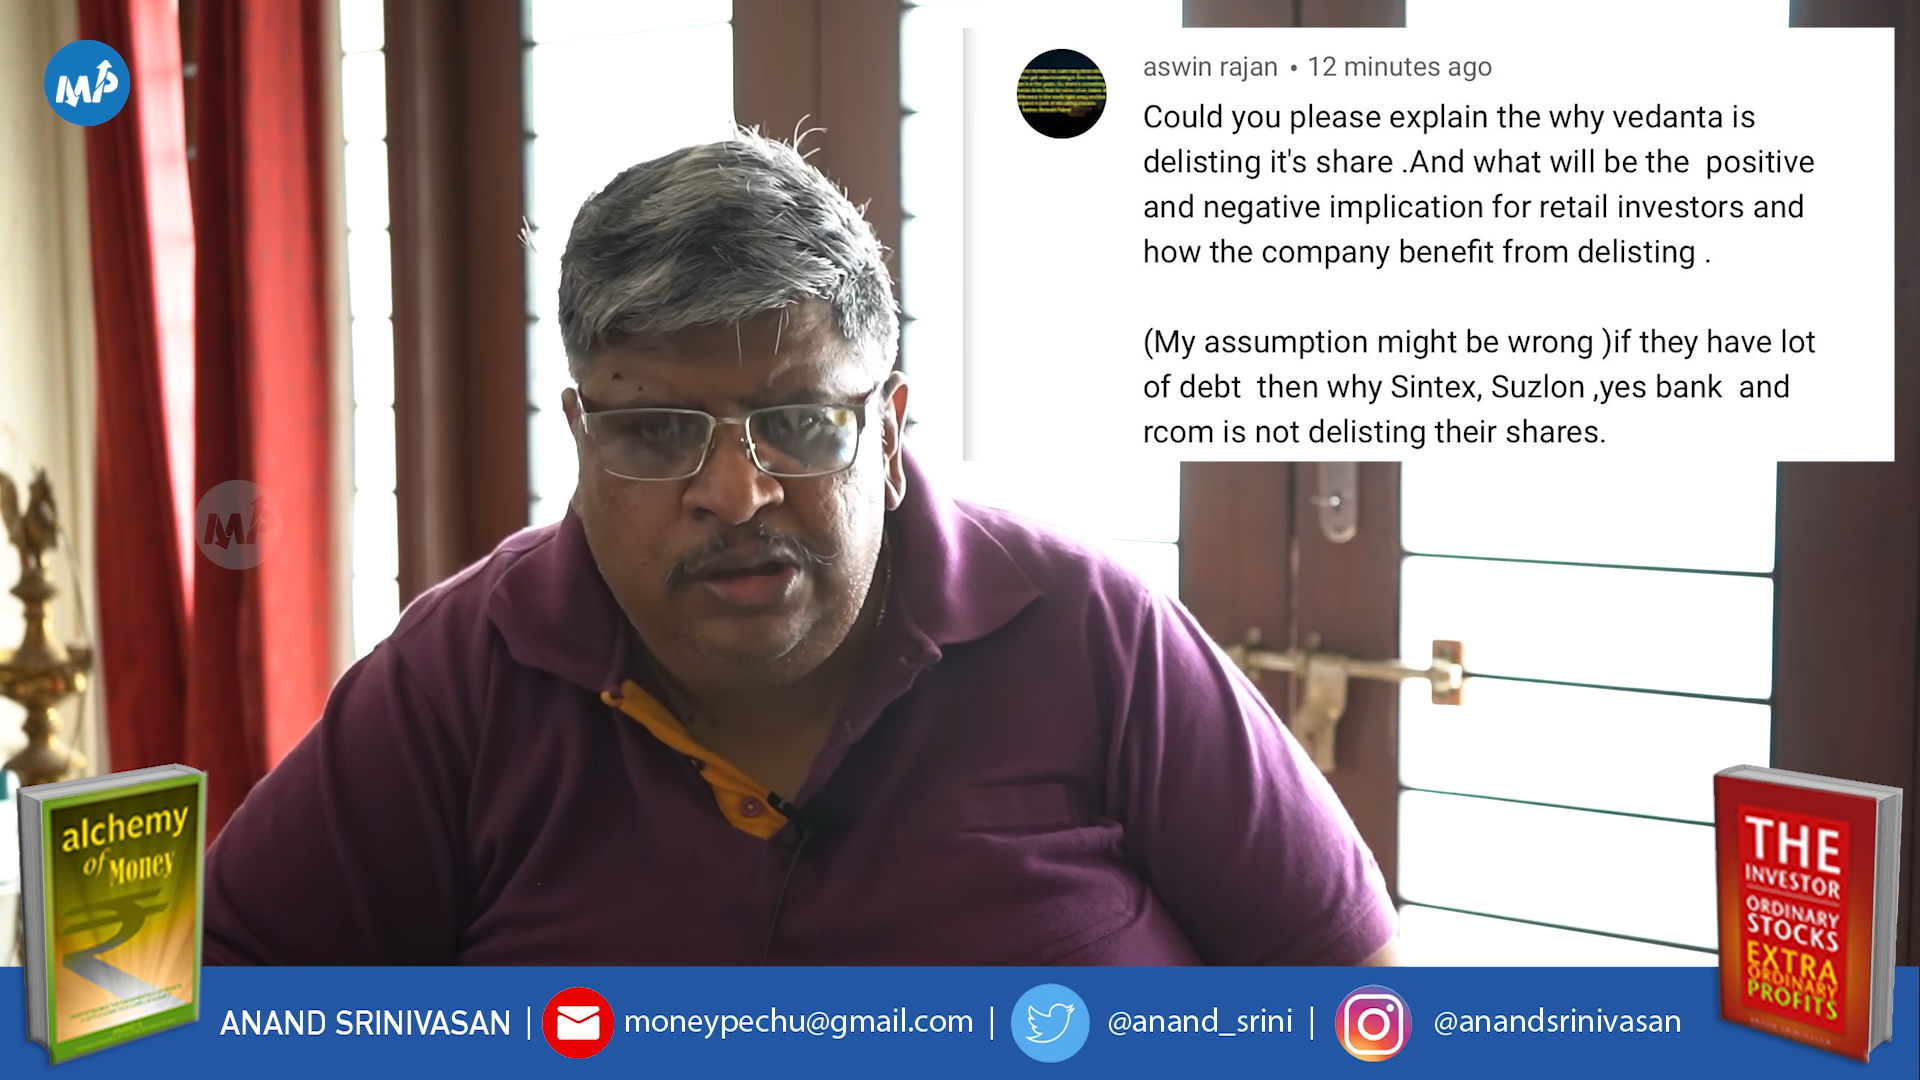 MP
aswin rajan • 12 minutes ago
Could you please explain the why vedanta is
delisting it's share .And what will be the  positive
and negative implication for retail investors and
how the company benefit from delisting .
(My assumption might be wrong )if they have lot
of debt  then why Sintex, Suzlon ,yes bank  and
rcom is not delisting their shares.
MP
alchemy
of Money
THE
INVESTOR
ORDINARY
STOCKS
EXTRA
ORDINARY
PROFITS
ANAND SRINIVASAN | moneypechu@gmail.com | @anand_srini | @anandsrinivasan